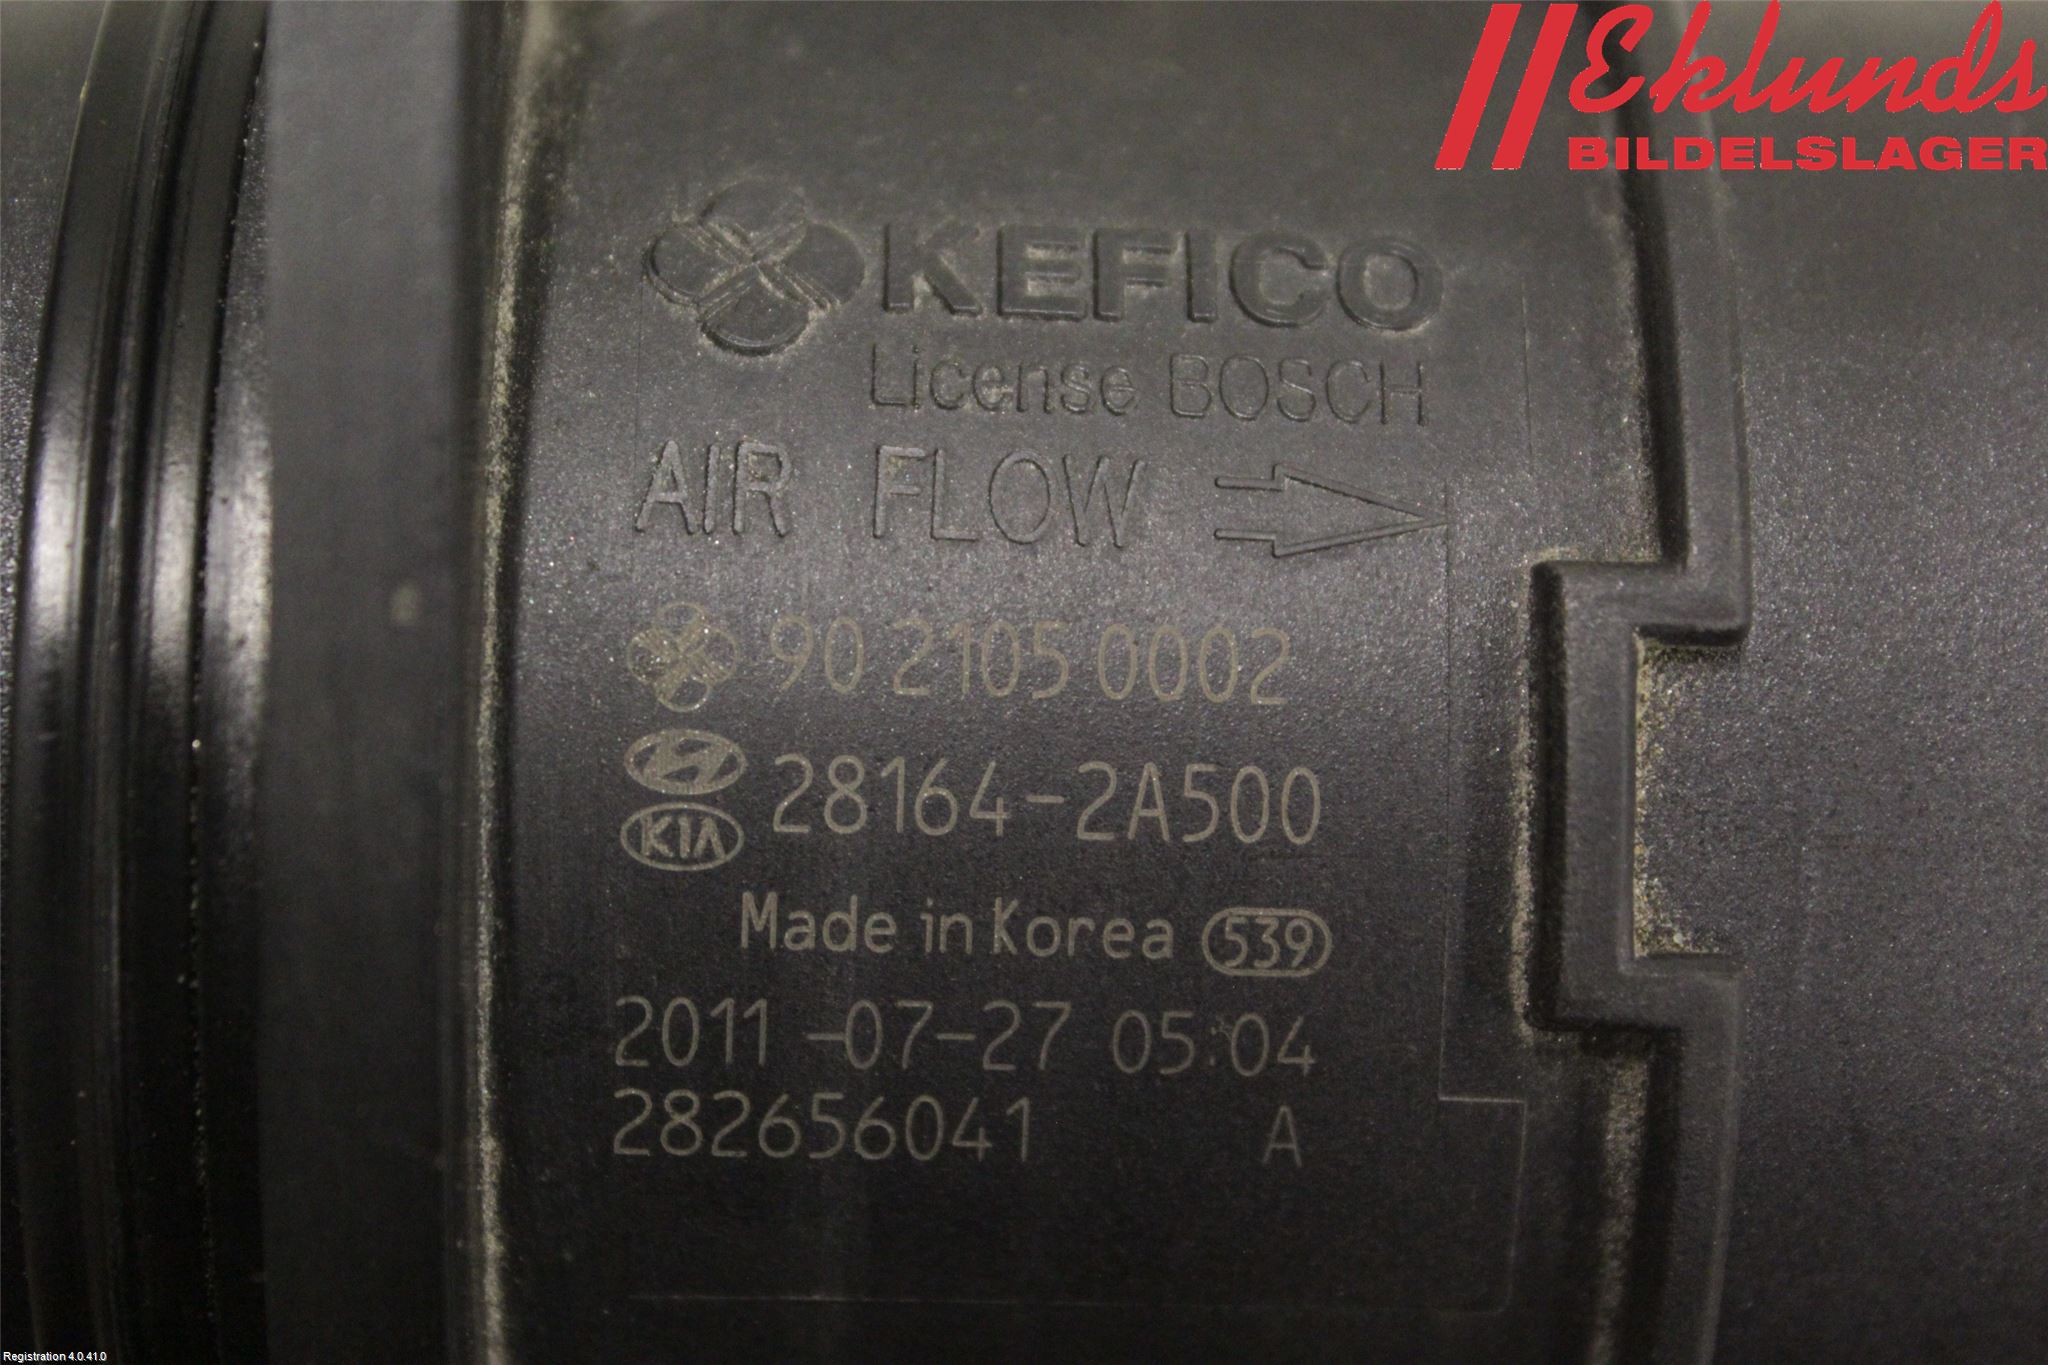 Eklunds
BILDELSLAGER
KEFICO
License BOSCH
AIR FLOW
90 2105 0002
28164-2A500
KIA
Made in Korea 539
2011-07-27 05:04
282656041 A
Registration 4.0.41.0